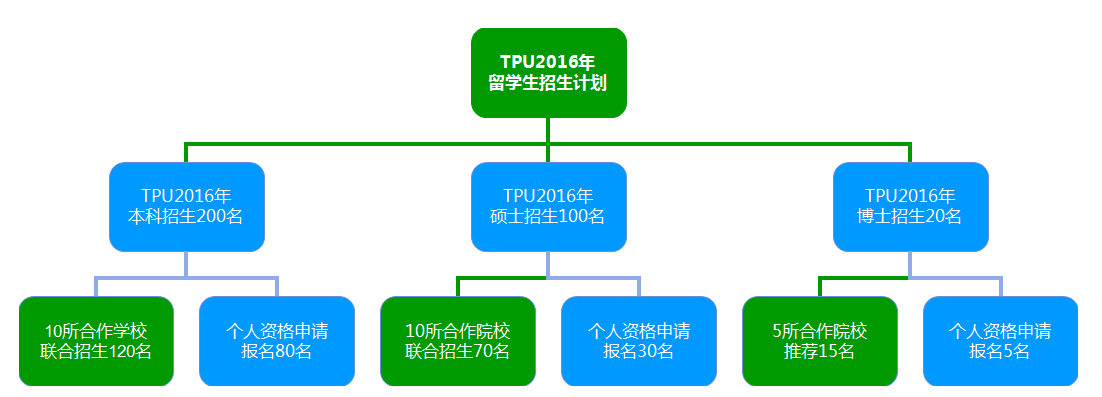 TPU2016年
留学生招生计划
TPU2016年
本科招生200名
TPU2016年
硕士招生100名
TPU2016年
博士招生20名
10所合作学校
联合招生120名
个人资格申请
报名80名
10所合作院校
联合招生70名
个人资格申请
报名30名
5所合作院校
推荐15名
个人资格申请
报名5名